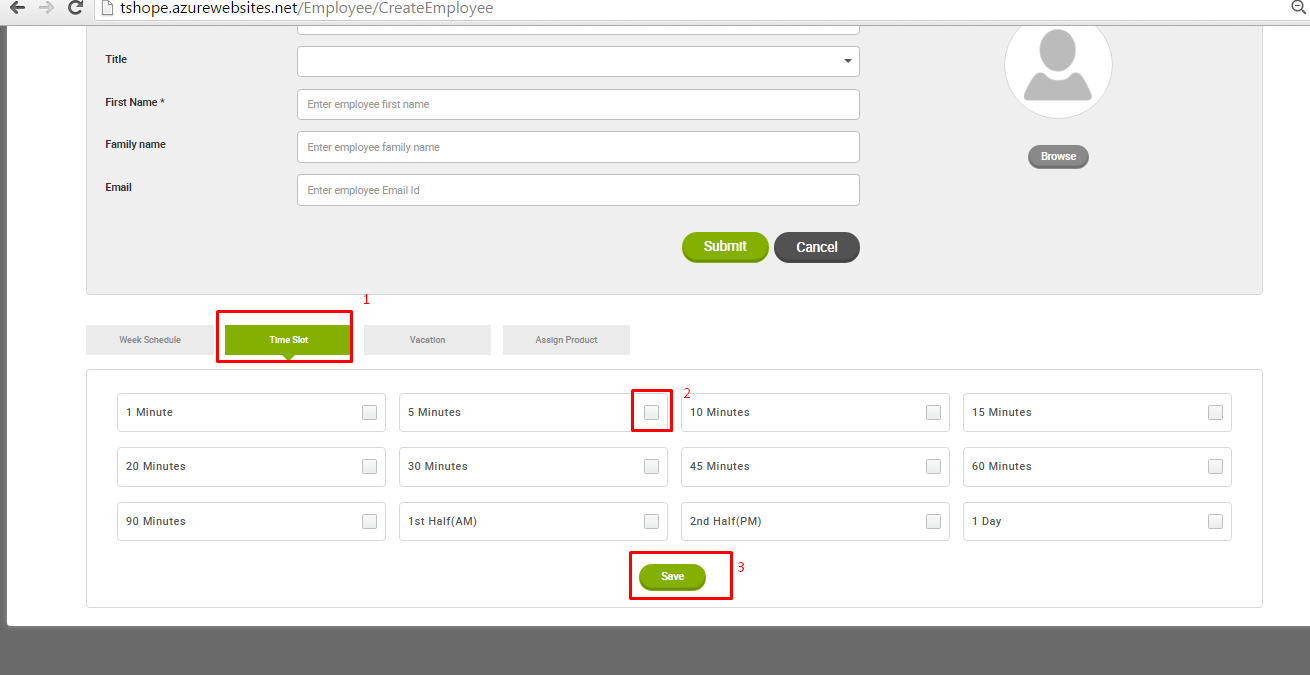 tshope.azurewebsites.net/Employee/CreateEmployee
Title
First Name *
Enter employee first name
Family name
Enter employee family name
Browse
Email
Enter employee Email Id
Submit Cancel
1
Week Schedule Time Slot Vacation Assign Product
2
1 Minute 5 Minutes 10 Minutes 15 Minutes
20 Minutes 30 Minutes 45 Minutes 60 Minutes
90 Minutes 1st Half(AM) 2nd Half(PM) 1 Day
Save 3